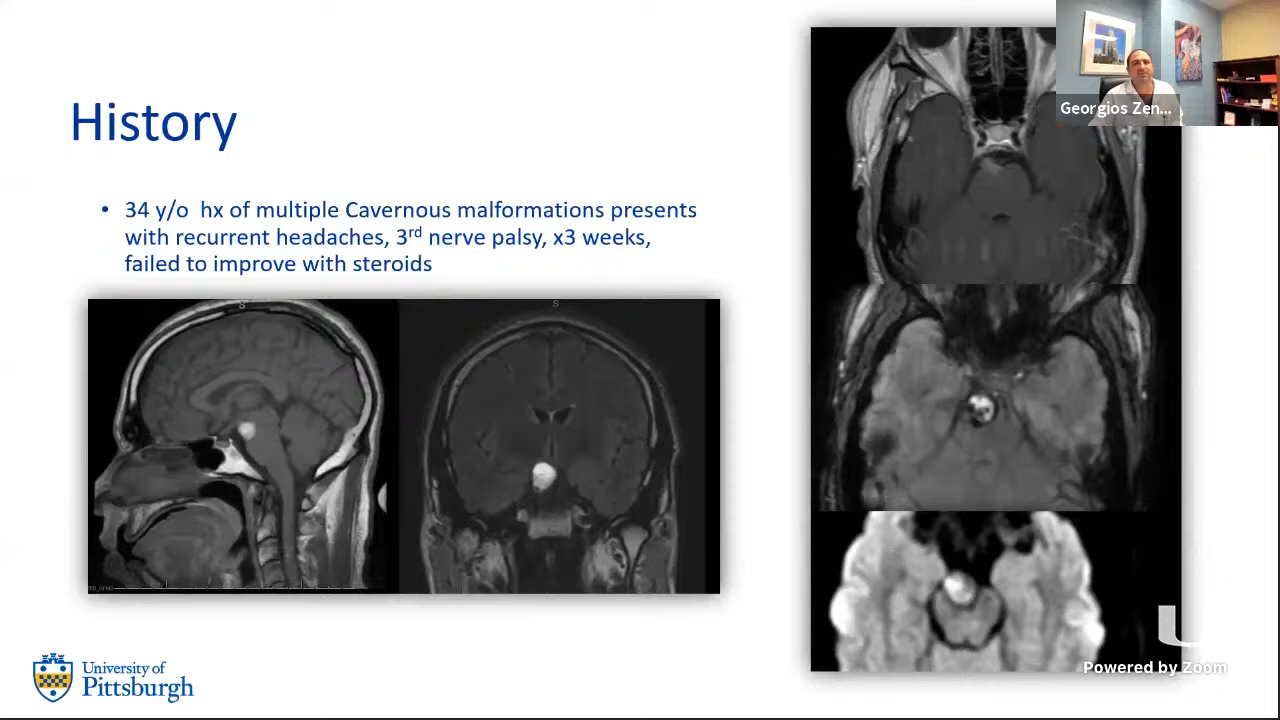 History
• 34 y/o hx of multiple Cavernous malformations presents
with recurrent headaches, 3rd nerve palsy, x3 weeks,
failed to improve with steroids
S
S
University of
Pittsburgh
Georgios Zen...
Powered by Zoom